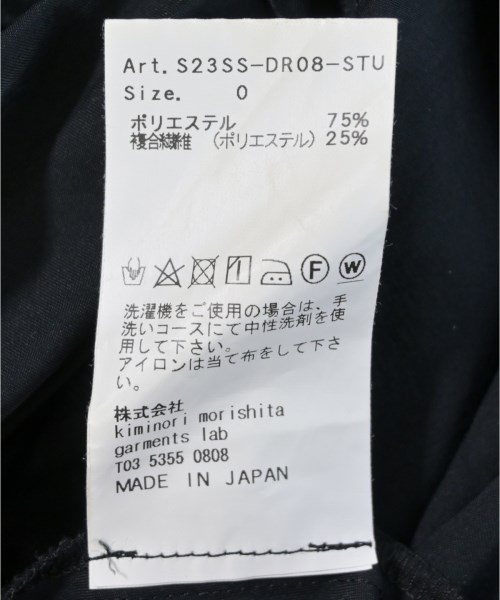 Art. S23SS-DR08-STU
Size. 0
ポリエステル 75%
複合繊維 (ポリエステル) 25%
F W
洗濯機をご使用の場合は、手
洗いコースにて中性洗剤を使
用して下さい。
アイロンは当て布をして下さ
い。
株式会社
kiminori morishita
garments lab
T03 5355 0808
MADE IN JAPAN